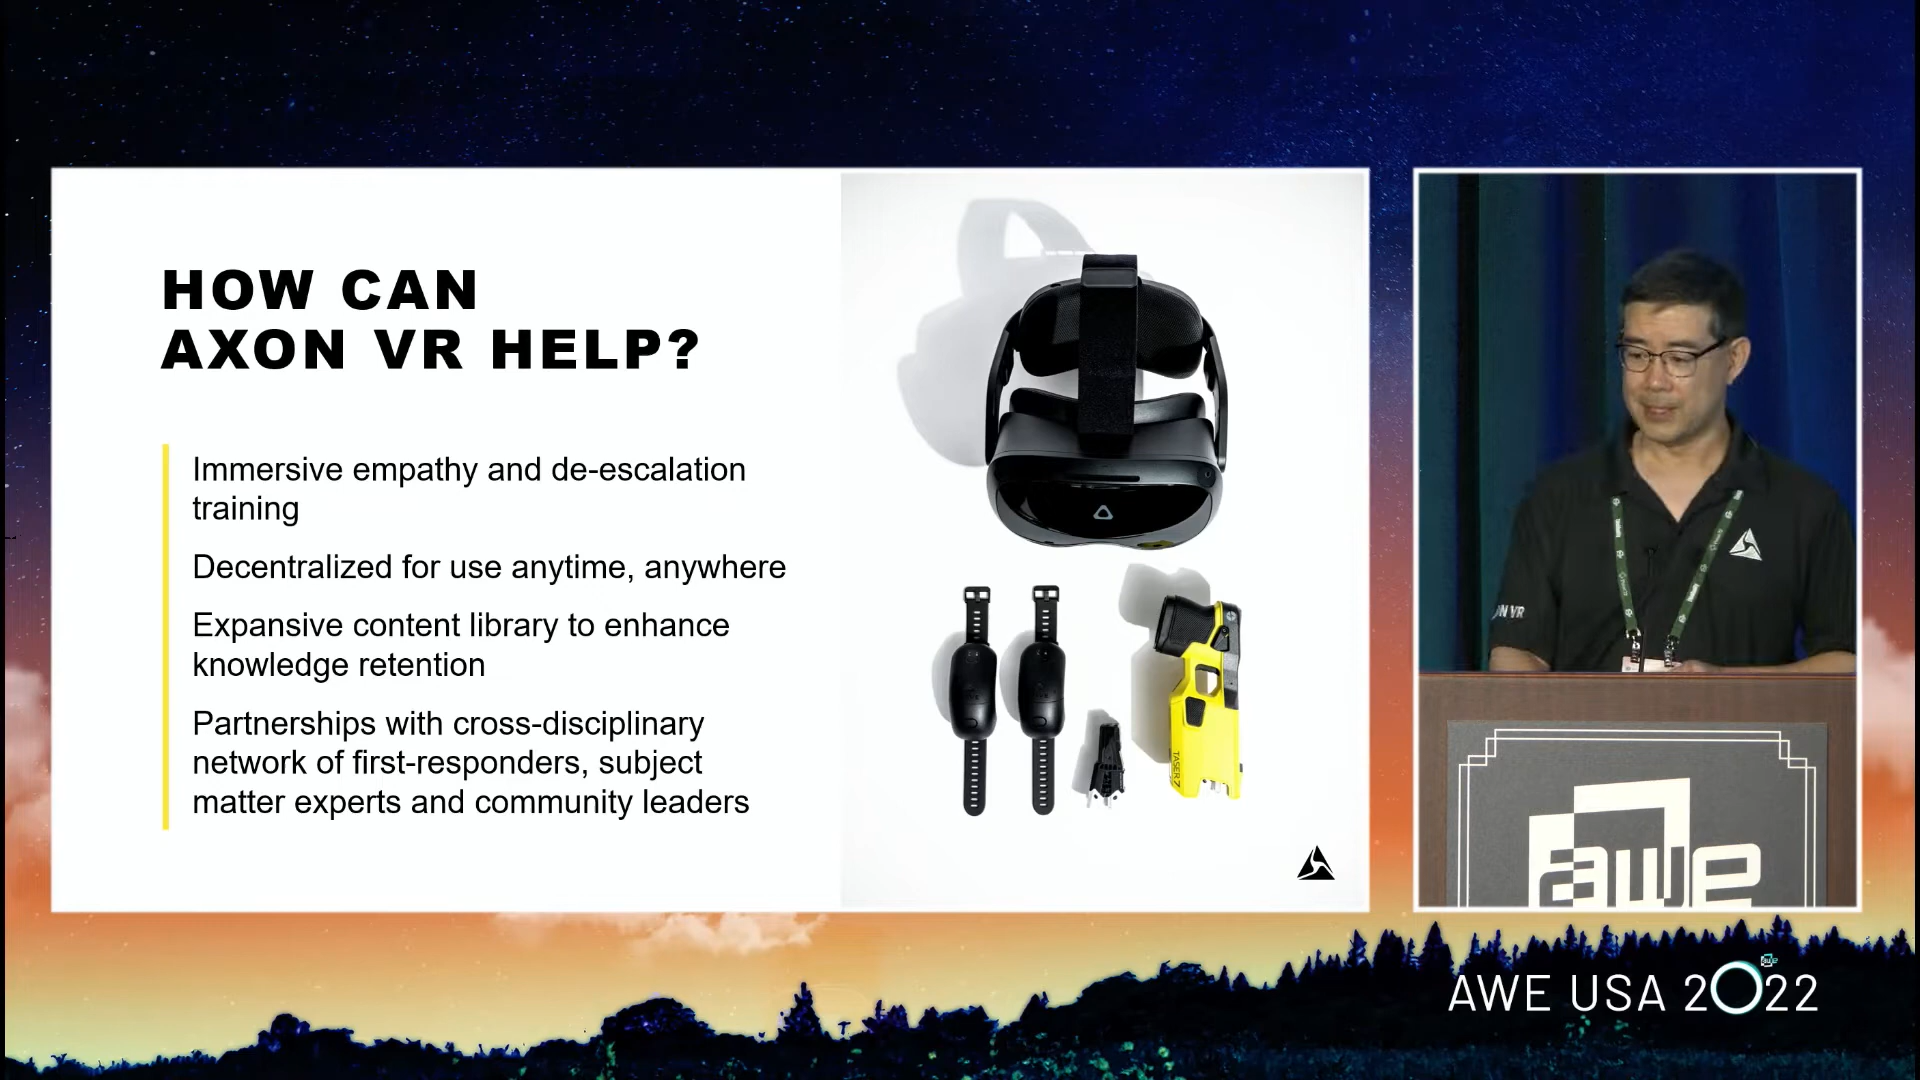 HOW CAN
AXON VR HELP?
Immersive empathy and de-escalation
training
Decentralized for use anytime, anywhere
Expansive content library to enhance
knowledge retention
Partnerships with cross-disciplinary
network of first-responders, subject
matter experts and community leaders
TASER 7
N VR
awe
AWE USA 2022